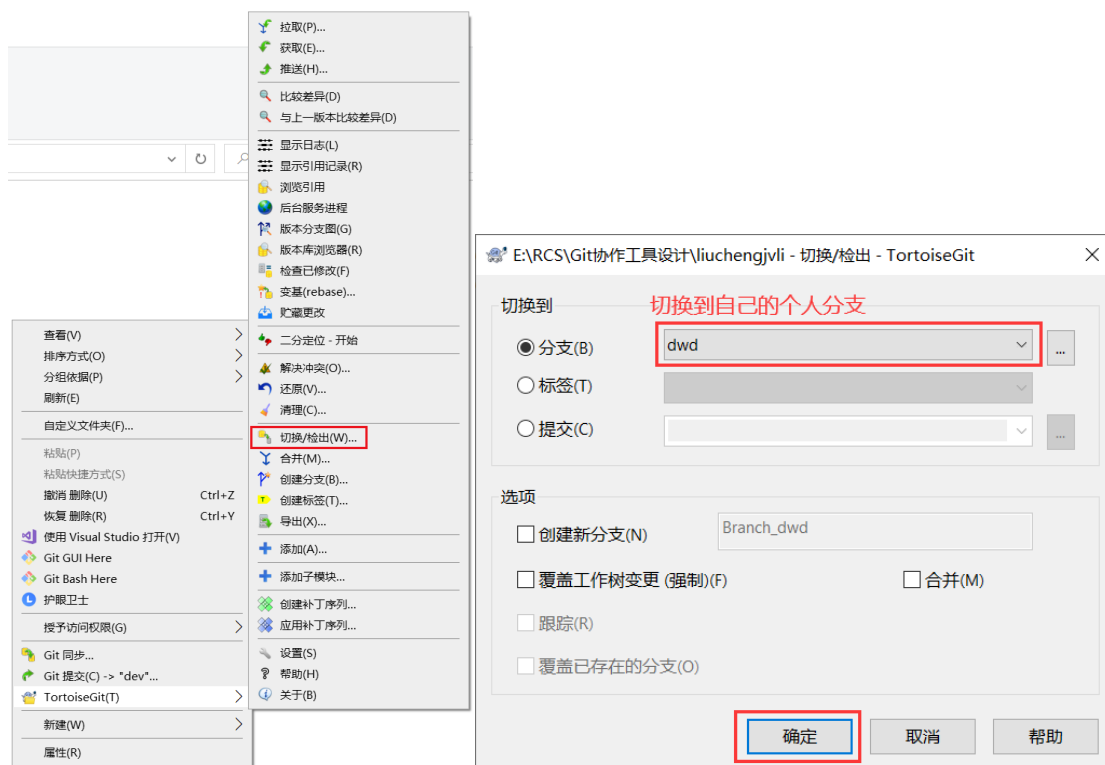 拉取(P)...
获取(E)...
推送(H)...
比较差异(D)
与上一版本比较差异(D)
显示日志(L)
显示引用记录(R)
浏览引用
后台服务进程
版本分支图(G)
版本库浏览器(R)
检查已修改(F)
变基(rebase)...
贮藏更改
二分定位 - 开始
解决冲突(O)...
还原(V)...
清理(C)...
切换/检出(W)...
合并(M)...
创建分支(B)...
创建标签(T)...
导出(X)...
添加(A)...
添加子模块...
创建补丁序列...
应用补丁序列...
设置(S)
帮助(H)
关于(B)
查看(V)
排序方式(O)
分组依据(P)
刷新(E)
自定义文件夹(F)...
粘贴(P)
粘贴快捷方式(S)
撤消 删除(U) Ctrl+Z
恢复 删除(R) Ctrl+Y
使用 Visual Studio 打开(V)
Git GUI Here
Git Bash Here
护眼卫士
授予访问权限(G)
Git 同步...
Git 提交(C) -> "dev"...
TortoiseGit(T)
新建(W)
属性(R)
E:\RCS\Git协作工具设计\liuchengjvli - 切换/检出 - TortoiseGit
切换到
切换到自己的个人分支
分支(B)
dwd
...
标签(T)
提交(C)
...
选项
创建新分支(N)
Branch_dwd
覆盖工作树变更 (强制)(F)
合并(M)
跟踪(R)
覆盖已存在的分支(O)
确定
取消
帮助